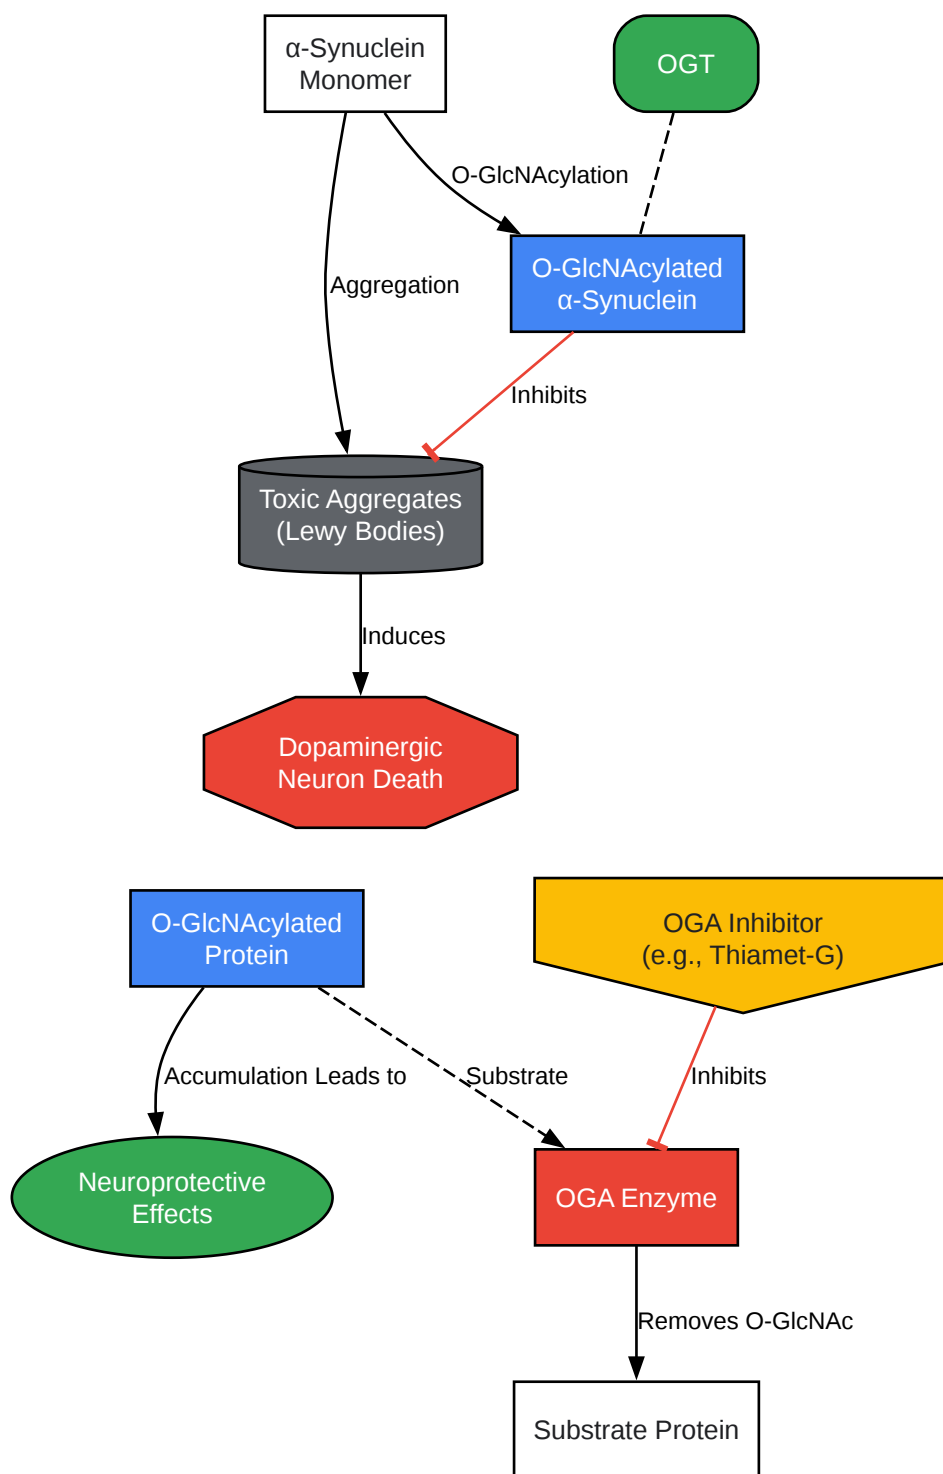 α-Synuclein
Monomer
OGT
O-GlcNAcylation
O-GlcNAcylated
α-Synuclein
Aggregation
Inhibits
Toxic Aggregates
(Lewy Bodies)
Induces
Dopaminergic
Neuron Death
O-GlcNAcylated
Protein
OGA Inhibitor
(e.g., Thiamet-G)
Accumulation Leads to
Substrate
Inhibits
Neuroprotective
Effects
OGA Enzyme
Removes O-GlcNAc
Substrate Protein